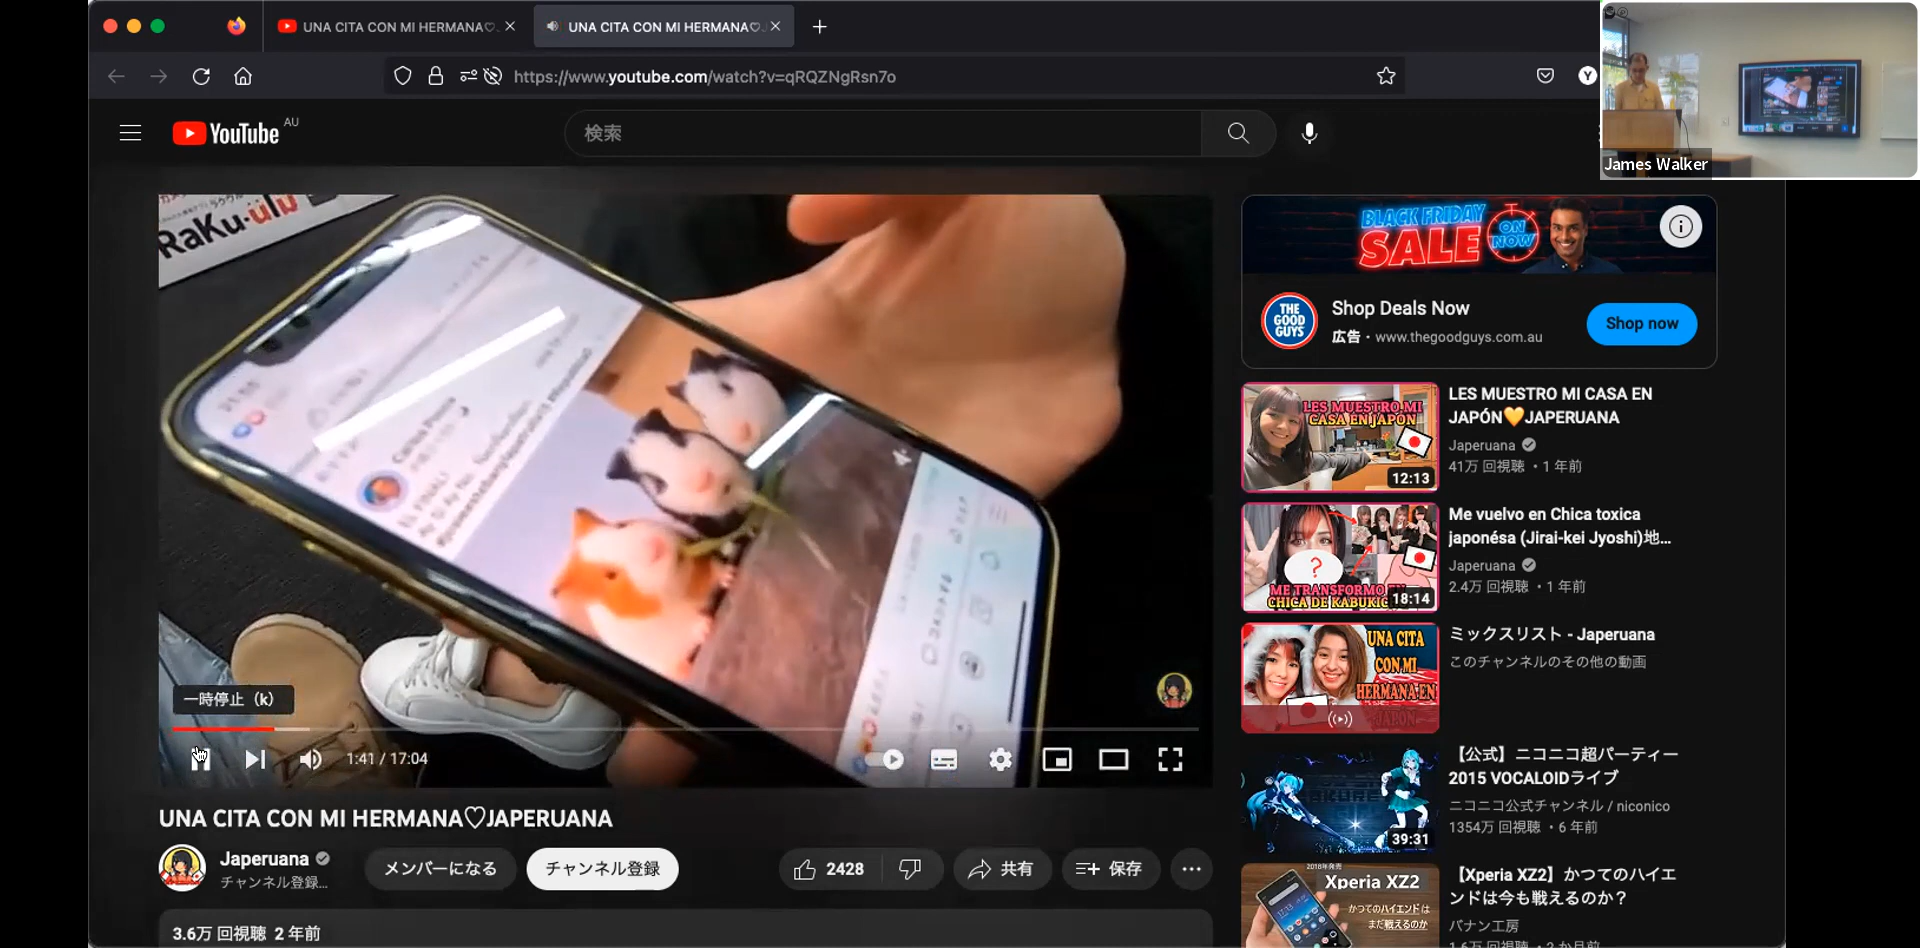 UNA CITA CON MI HERMANA♡
UNA CITA CON MI HERMANA♡
https://www.youtube.com/watch?v=qRQZNgRsn7o
Y
YouTube AU
検索
James Walker
RaKu-uru
一時停止 (k)
1:41 / 17:04
UNA CITA CON MI HERMANA♡JAPERUANA
Japeruana
チャンネル登録...
メンバーになる
チャンネル登録
2428
共有
保存
3.6万 回視聴 2 年前
BLACK FRIDAY
SALE
ON
NOW
THE
GOOD
GUYS
Shop Deals Now
広告・www.thegoodguys.com.au
Shop now
LES MUESTRO MI
CASA EN JAPON
12:13
LES MUESTRO MI CASA EN
JAPÓN💛JAPERUANA
Japeruana
41万 回視聴 ・1 年前
?
ME TRANSFORMO EN
CHICA DE KABUKIC
18:14
Me vuelvo en Chica toxica
japonésa (Jirai-kei Jyoshi)地...
Japeruana
2.4万 回視聴 ・1 年前
UNA CITA
CON MI
HERMANA EN
JAPON
ミックスリスト - Japeruana
このチャンネルのその他の動画
39:31
【公式】ニコニコ超パーティー
2015 VOCALOIDライブ
ニコニコ公式チャンネル / niconico
1354万 回視聴 ・6 年前
2018年発売
Xperia XZ2
かつてのハイエンドは
まだ戦えるのか
【Xperia XZ2】かつてのハイエ
ンドは今も戦えるのか？
バナン工房
1.6万 回視聴 ・2 か月前